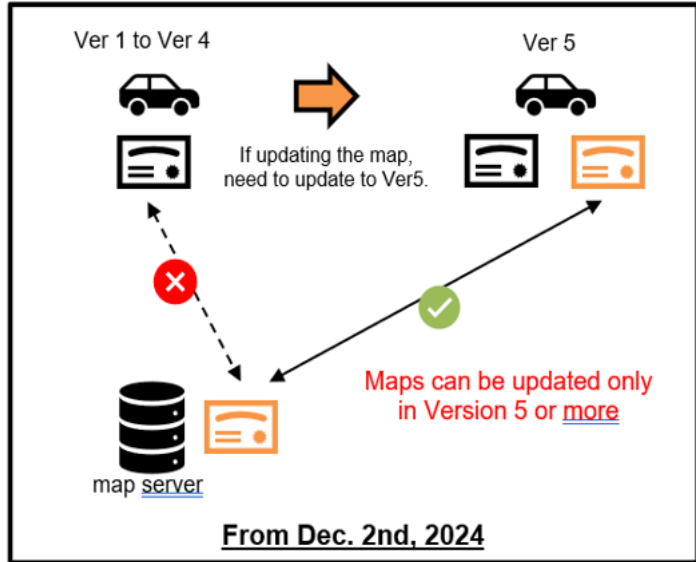 Ver 1 to Ver 4
Ver 5
If updating the map,
need to update to Ver5.
Maps can be updated only
in Version 5 or more
map server
From Dec. 2nd, 2024